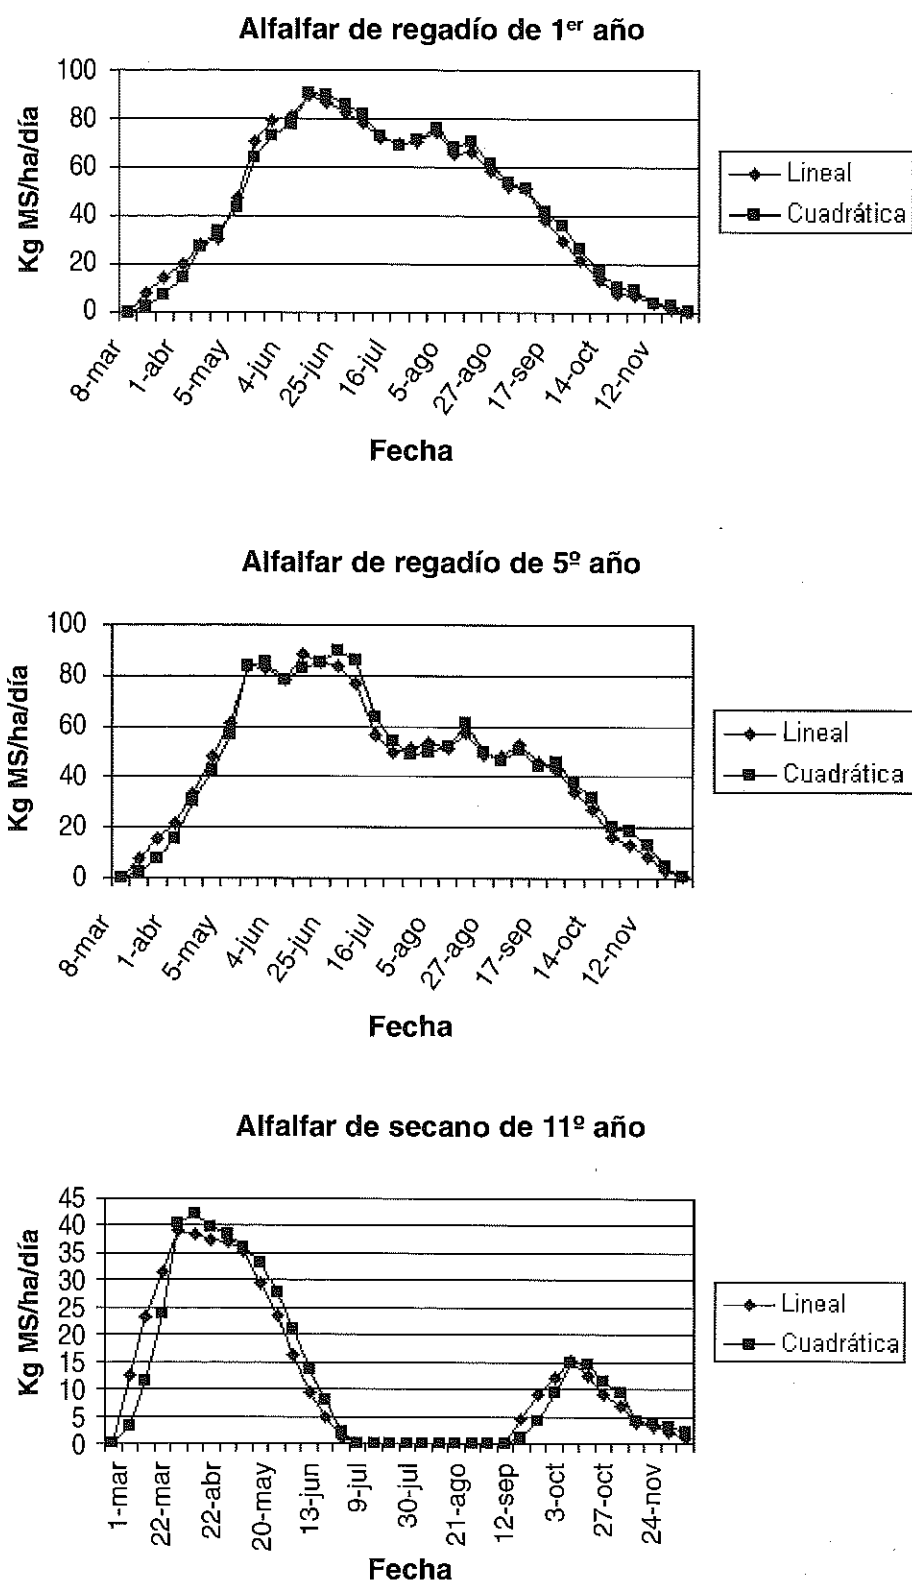 Alfalfar de regadío de 1er año
Kg MS/ha/día
100
80
60
40
20
0
8-mar
1-abr
5-may
4-jun
25-jun
16-jul
5-ago
27-ago
17-sep
14-oct
12-nov
Fecha
Lineal
Cuadrática
Alfalfar de regadío de 5º año
Kg MS/ha/día
100
80
60
40
20
0
8-mar
1-abr
5-may
4-jun
25-jun
16-jul
5-ago
27-ago
17-sep
14-oct
12-nov
Fecha
Lineal
Cuadrática
Alfalfar de secano de 11º año
Kg MS/ha/día
45
40
35
30
25
20
15
10
5
0
1-mar
22-mar
22-abr
20-may
13-jun
9-jul
30-jul
21-ago
12-sep
3-oct
27-oct
24-nov
Fecha
Lineal
Cuadrática